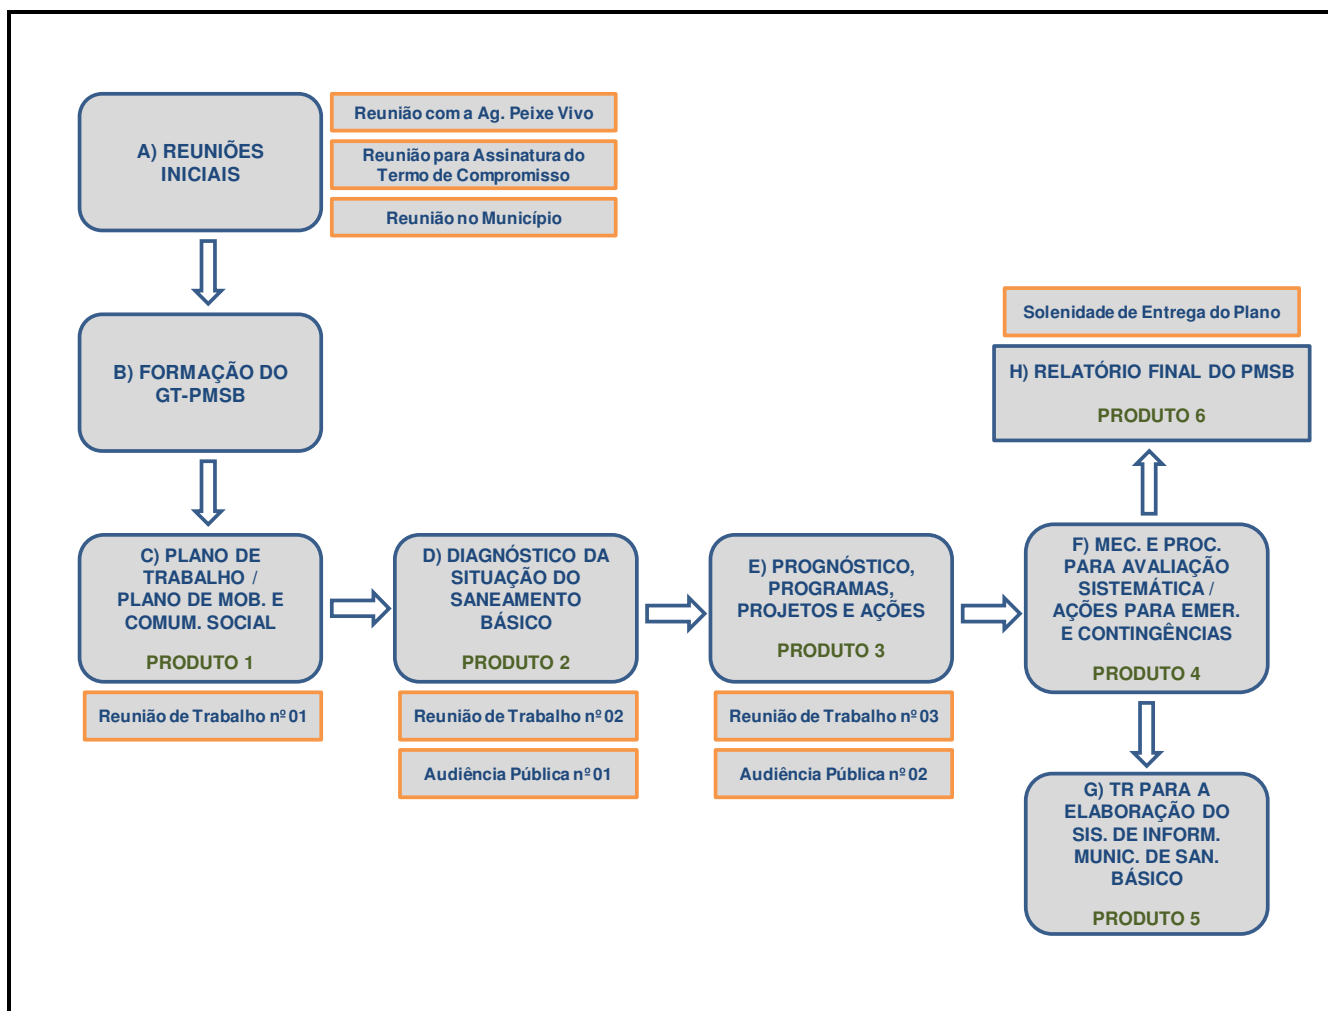 A) REUNIÕES
INICIAIS
Reunião com a Ag. Peixe Vivo
Reunião para Assinatura do
Termo de Compromisso
Reunião no Município
B) FORMAÇÃO DO
GT-PMSB
C) PLANO DE
TRABALHO /
PLANO DE MOB. E
COMUM. SOCIAL
PRODUTO 1
Reunião de Trabalho nº 01
D) DIAGNÓSTICO DA
SITUAÇÃO DO
SANEAMENTO
BÁSICO
PRODUTO 2
Reunião de Trabalho nº 02
Audiência Pública nº 01
E) PROGNÓSTICO,
PROGRAMAS,
PROJETOS E AÇÕES
PRODUTO 3
Reunião de Trabalho nº 03
Audiência Pública nº 02
F) MEC. E PROC.
PARA AVALIAÇÃO
SISTEMÁTICA /
AÇÕES PARA EMER.
E CONTINGÊNCIAS
PRODUTO 4
G) TR PARA A
ELABORAÇÃO DO
SIS. DE INFORM.
MUNIC. DE SAN.
BÁSICO
PRODUTO 5
Solenidade de Entrega do Plano
H) RELATÓRIO FINAL DO PMSB
PRODUTO 6